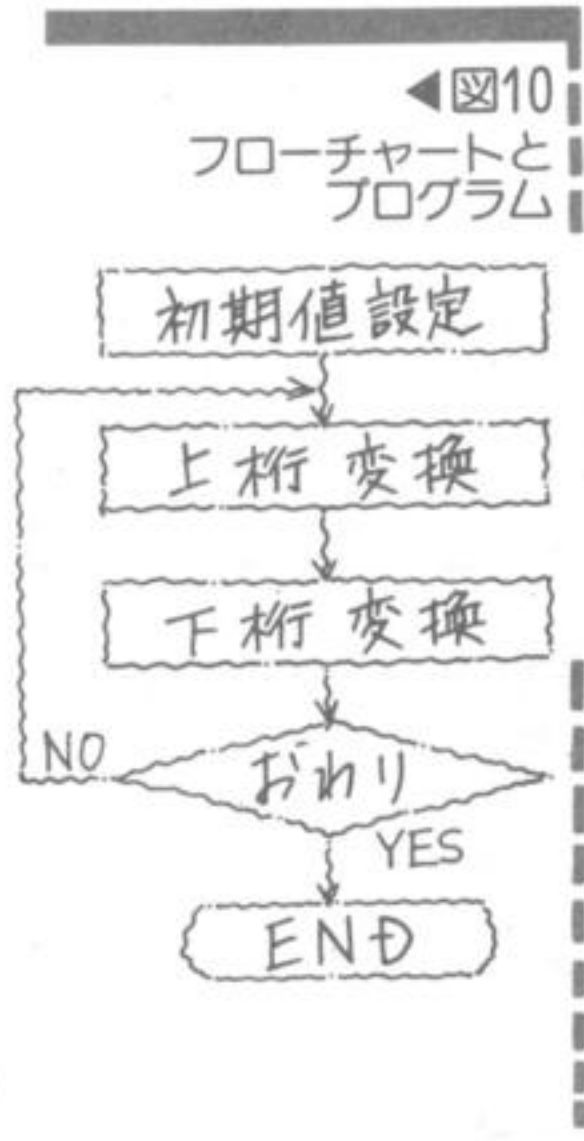 ◀図10
フローチャートと
プログラム
初期値設定
上桁変換
下桁変換
おわり
NO
YES
END